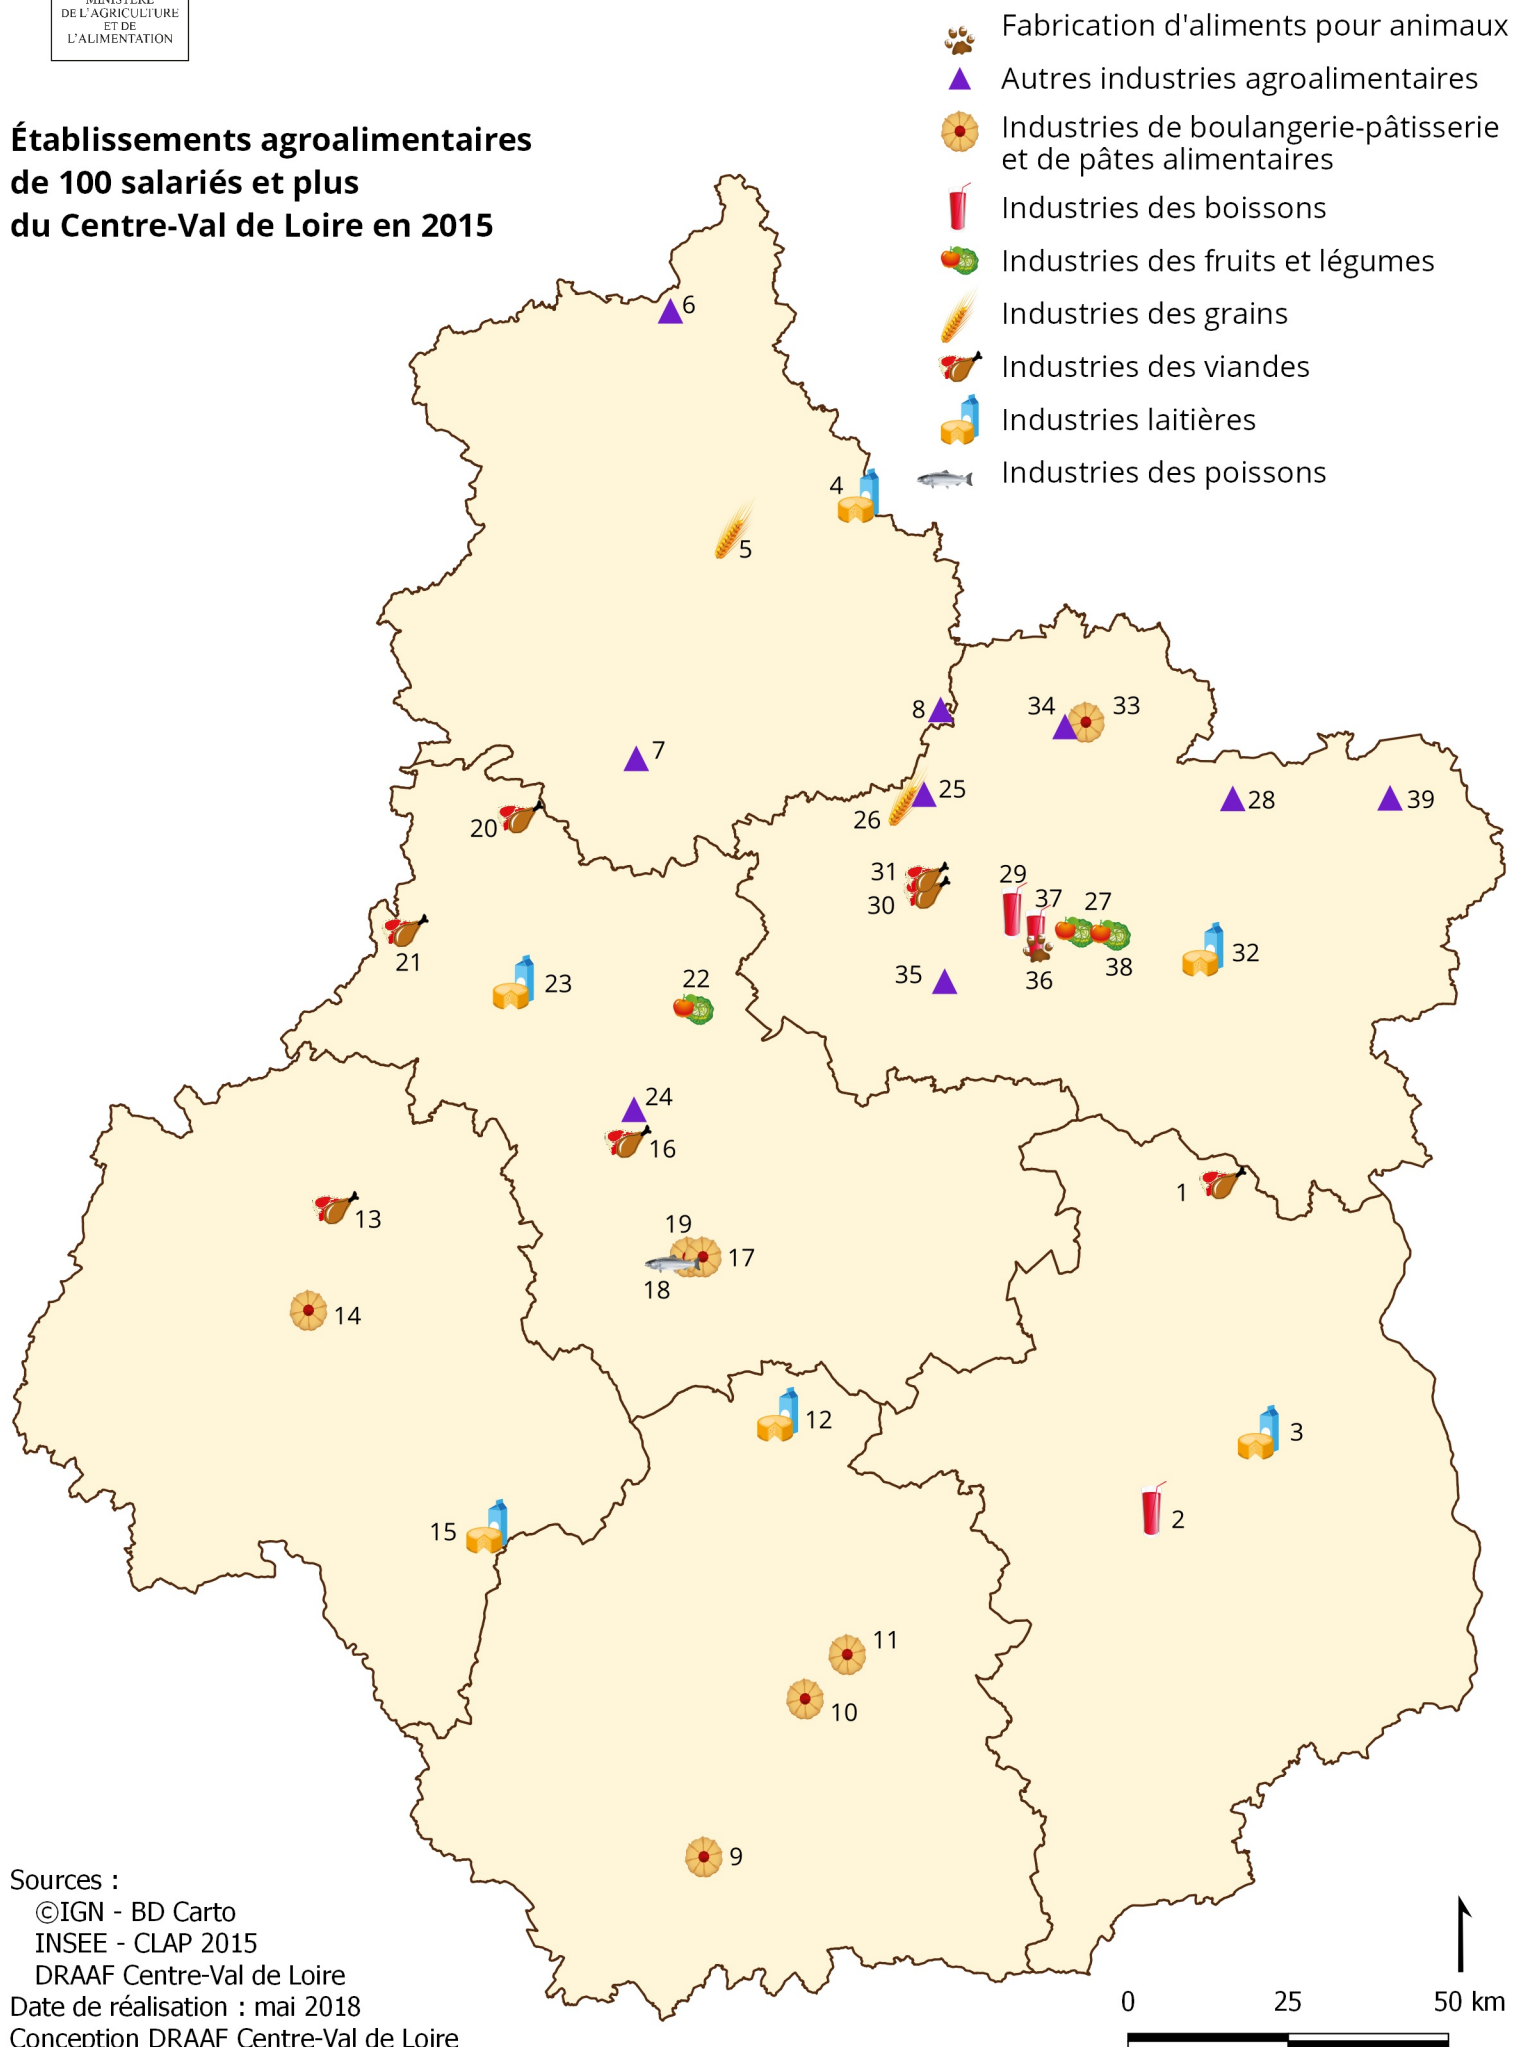 MINISTÈRE
DE L'AGRICULTURE
ET DE
L'ALIMENTATION
Fabrication d'aliments pour animaux
Autres industries agroalimentaires
Industries de boulangerie-pâtisserie
et de pâtes alimentaires
Industries des boissons
Industries des fruits et légumes
Industries des grains
Industries des viandes
Industries laitières
Industries des poissons
Établissements agroalimentaires
de 100 salariés et plus
du Centre-Val de Loire en 2015
6
4
5
8
34
33
7
25
28
39
26
20
31
29
30
37
27
21
32
38
36
35
23
22
24
16
1
13
19
17
18
14
12
3
15
2
11
10
9
Sources :
©IGN - BD Carto
INSEE - CLAP 2015
DRAAF Centre-Val de Loire
Date de réalisation : mai 2018
Conception DRAAF Centre-Val de Loire
0 25 50 km